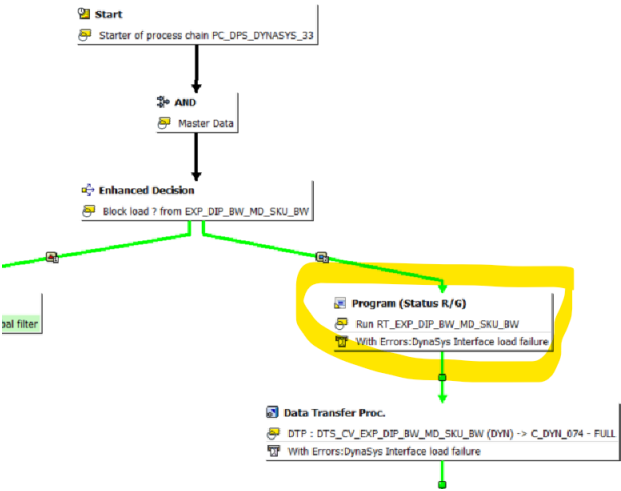 Start
Starter of process chain PC_DPS_DYNASYS_33
AND
Master Data
Enhanced Decision
Block load ? from EXP_DIP_BW_MD_SKU_BW
filter
Program (Status R/G)
Run RT_EXP_DIP_BW_MD_SKU_BW
With Errors:DynaSys Interface load failure
Data Transfer Proc.
DTP : DTS_CV_EXP_DIP_BW_MD_SKU_BW (DYN) -> C_DYN_074 - FULL
With Errors:DynaSys Interface load failure